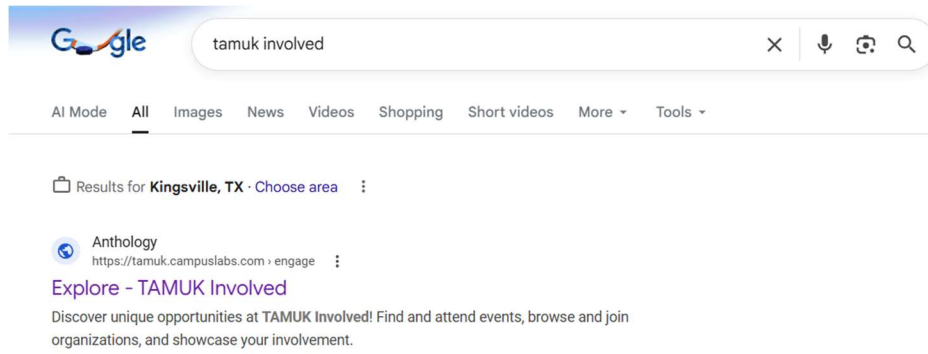 Google
tamuk involved
AI Mode All Images News Videos Shopping Short videos More Tools
Results for Kingsville, TX · Choose area
Anthology
https://tamuk.campuslabs.com › engage
Explore - TAMUK Involved
Discover unique opportunities at TAMUK Involved! Find and attend events, browse and join
organizations, and showcase your involvement.